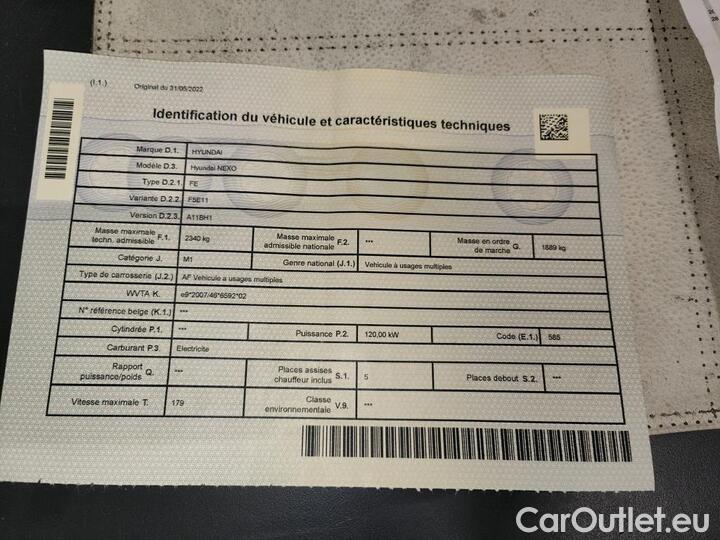 (I.1.)
Original du 31/05/2022
Identification du véhicule et caractéristiques techniques
Marque D.1. HYUNDAI
Modèle D.3. Hyundai NEXO
Type D.2.1. FE
Variante D.2.2. F5E11
Version D.2.3. A11BH1
Masse maximale techn. admissible F.1. 2340 kg Masse maximale admissible nationale F.2. *** Masse en ordre de marche G. 1889 kg
Catégorie J. M1 Genre national (J.1.) Vehicule à usages multiples
Type de carrosserie (J.2.) AF Vehicule a usages multiples
WVTA K. e9*2007/46*6592*02
N° référence belge (K.1.) ***
Cylindrée P.1. *** Puissance P.2. 120,00 kW Code (E.1.) 585
Carburant P.3. Electricite
Rapport puissance/poids Q. *** Places assises chauffeur inclus S.1. 5 Places debout S.2. ***
Vitesse maximale T. 179 Classe environnementale V.9. ***
CarOutlet.eu